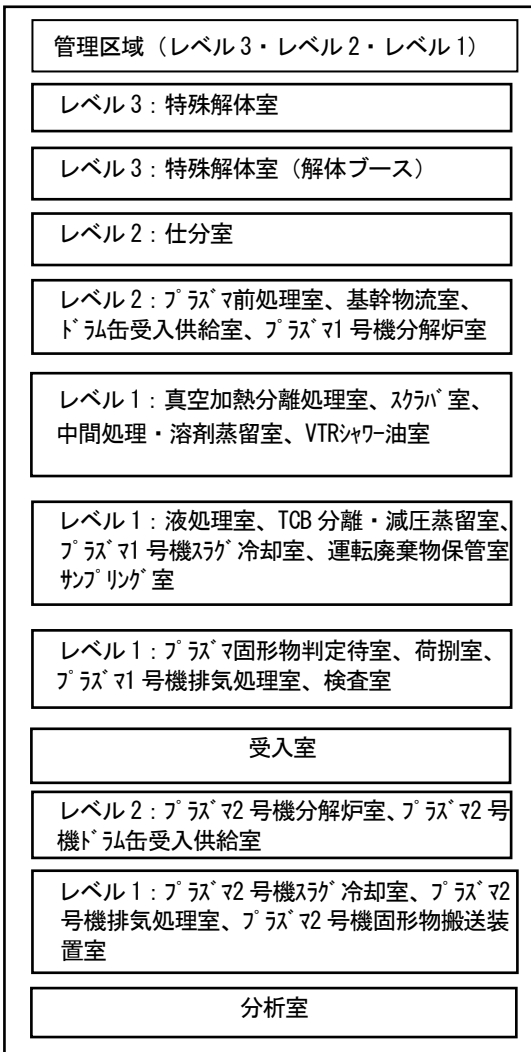 管理区域（レベル3・レベル2・レベル1）
レベル3：特殊解体室
レベル3：特殊解体室（解体ブース）
レベル2：仕分室
レベル2：ﾌﾟﾗｽﾞﾏ前処理室、基幹物流室、
ﾄﾞﾗﾑ缶受入供給室、ﾌﾟﾗｽﾞﾏ1号機分解炉室
レベル1：真空加熱分離処理室、ｽｸﾗﾊﾞ室、
中間処理・溶剤蒸留室、VTRｼｬﾜｰ油室
レベル1：液処理室、TCB分離・減圧蒸留室、
ﾌﾟﾗｽﾞﾏ1号機ｽﾗｸﾞ冷却室、運転廃棄物保管室
ｻﾝﾌﾟﾘﾝｸﾞ室
レベル1：ﾌﾟﾗｽﾞﾏ固形物判定待室、荷捌室、
ﾌﾟﾗｽﾞﾏ1号機排気処理室、検査室
受入室
レベル2：ﾌﾟﾗｽﾞﾏ2号機分解炉室、ﾌﾟﾗｽﾞﾏ2号
機ﾄﾞﾗﾑ缶受入供給室
レベル1：ﾌﾟﾗｽﾞﾏ2号機ｽﾗｸﾞ冷却室、ﾌﾟﾗｽﾞﾏ2
号機排気処理室、ﾌﾟﾗｽﾞﾏ2号機固形物搬送装
置室
分析室